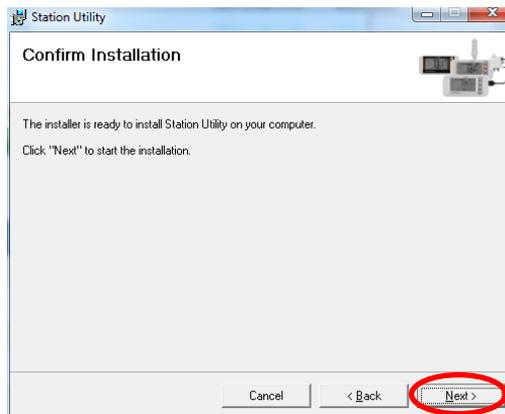 Station Utility
Confirm Installation
The installer is ready to install Station Utility on your computer.
Click "Next" to start the installation.
Cancel
< Back
Next >